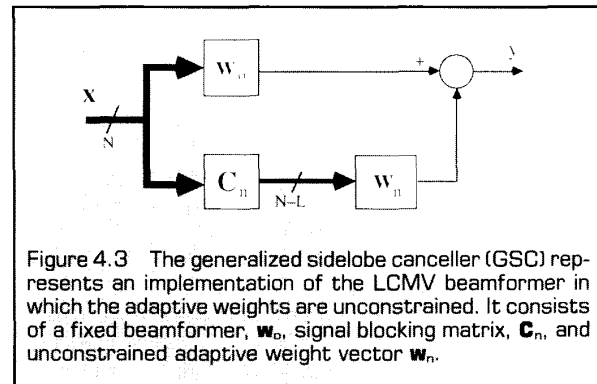 X
N
w
o
+
y
C
n
N–L
w
n
Figure 4.3 The generalized sidelobe canceller (GSC) rep-
resents an implementation of the LCMV beamformer in
which the adaptive weights are unconstrained. It consists
of a fixed beamformer, wₒ, signal blocking matrix, Cₙ, and
unconstrained adaptive weight vector wₙ.